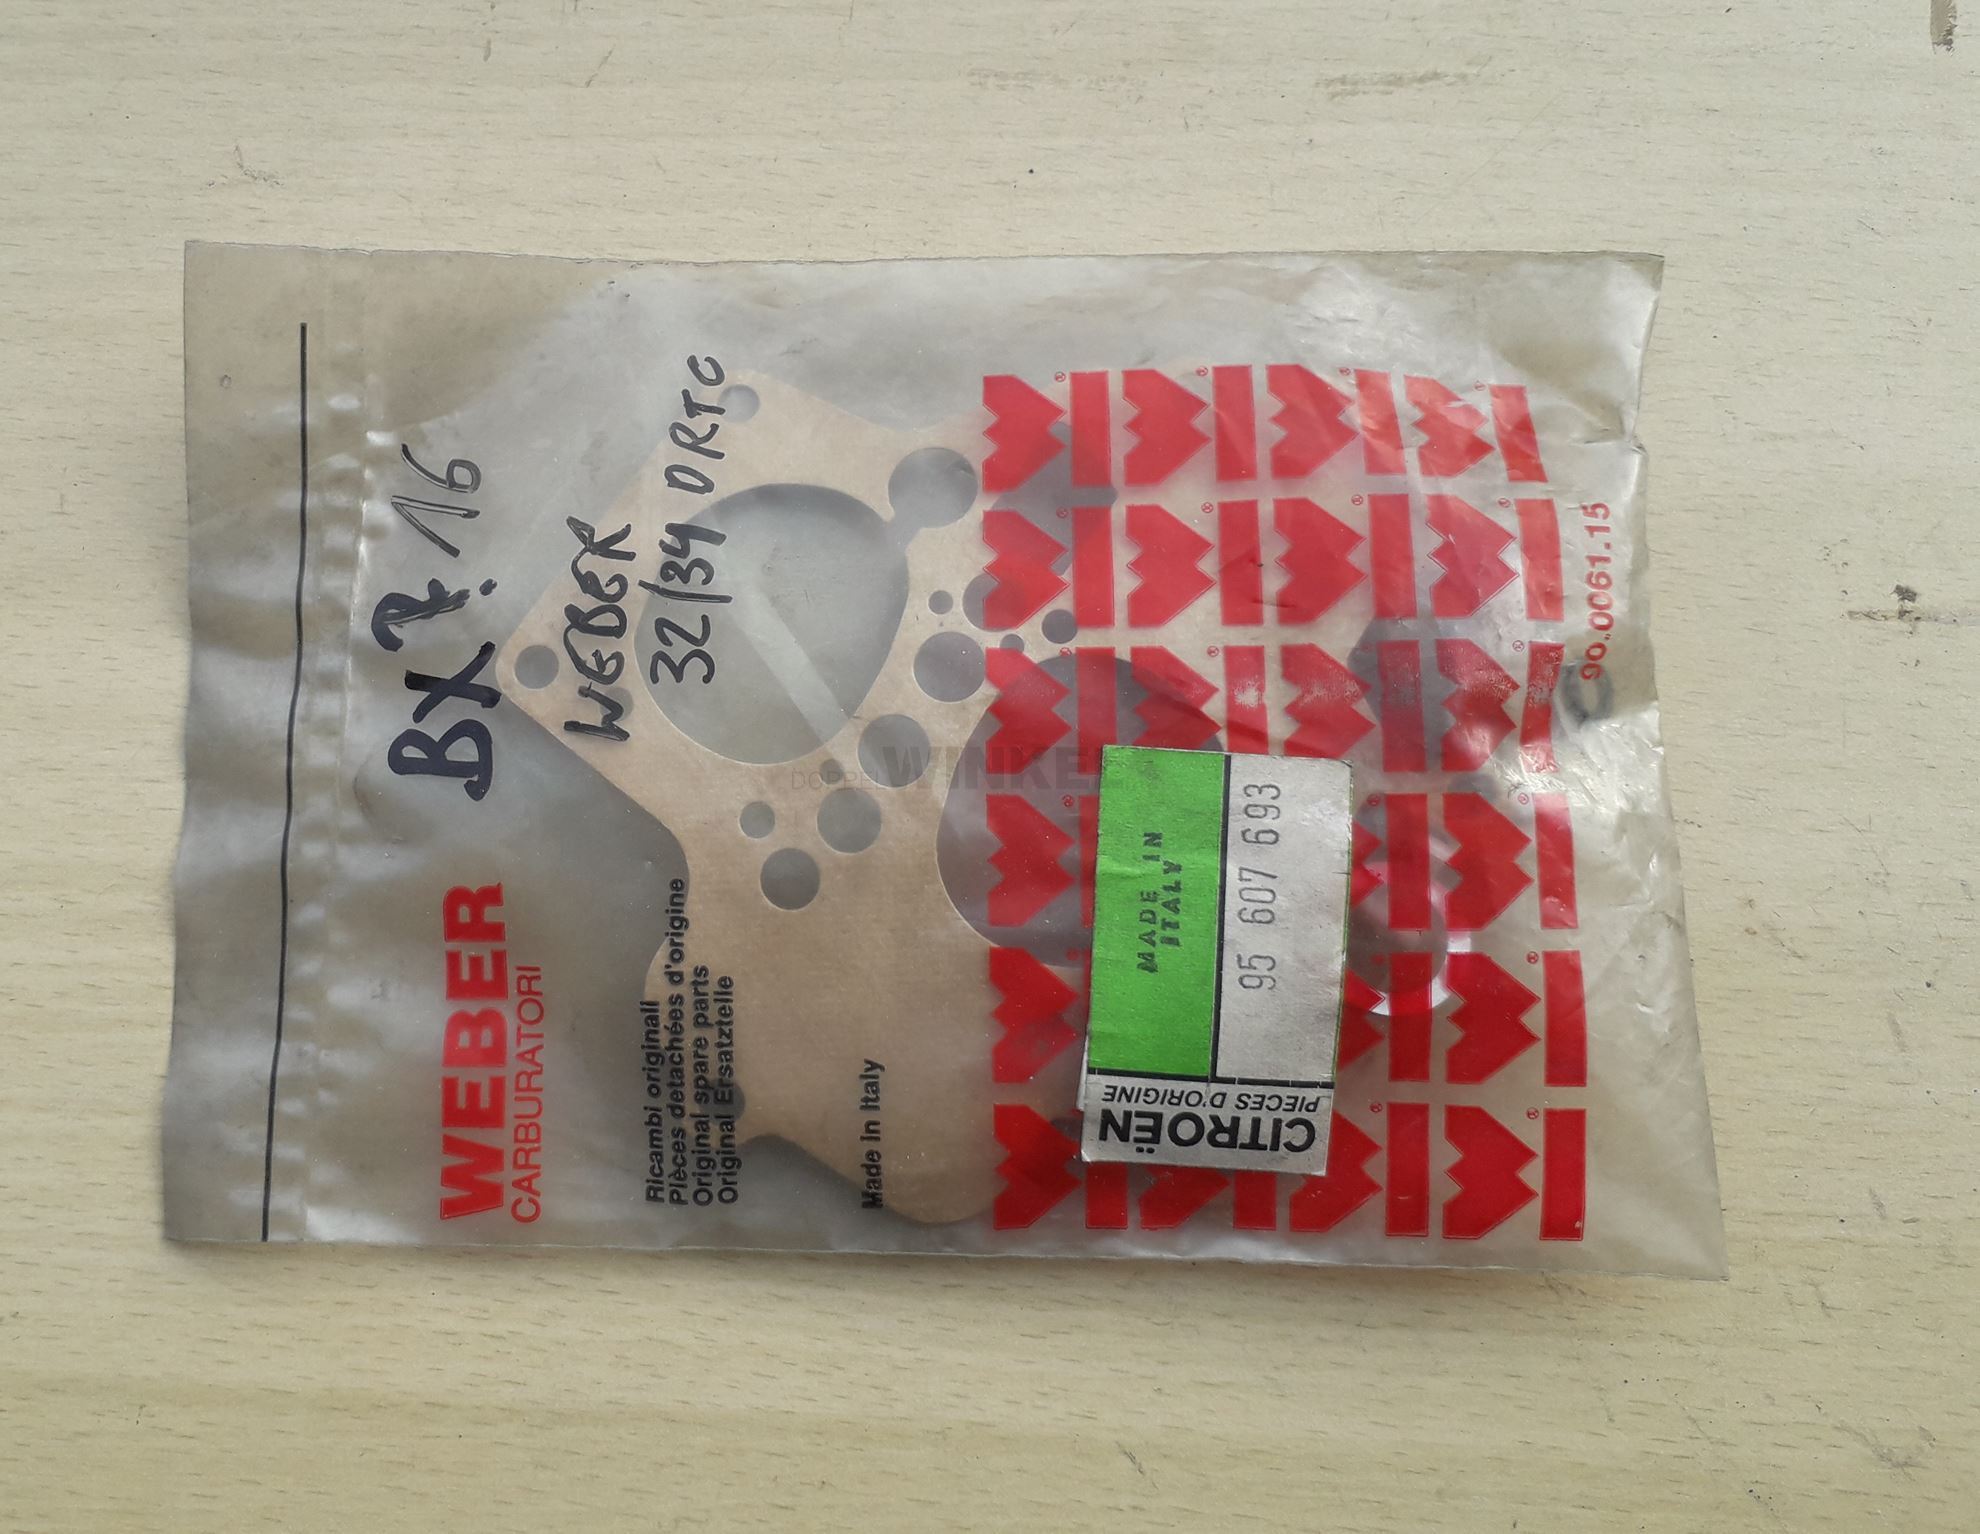 BX? 16
WEBER
32/34 DRTC
WEBER
CARBURATORI
Ricambi originali
Pièces detachées d'origine
Original spare parts
Original Ersatzteile
Made in Italy
CITROËN
PIECES D'ORIGINE
MADE IN
ITALY
95 607 693
90.0061.15
DOPPELWINKEL